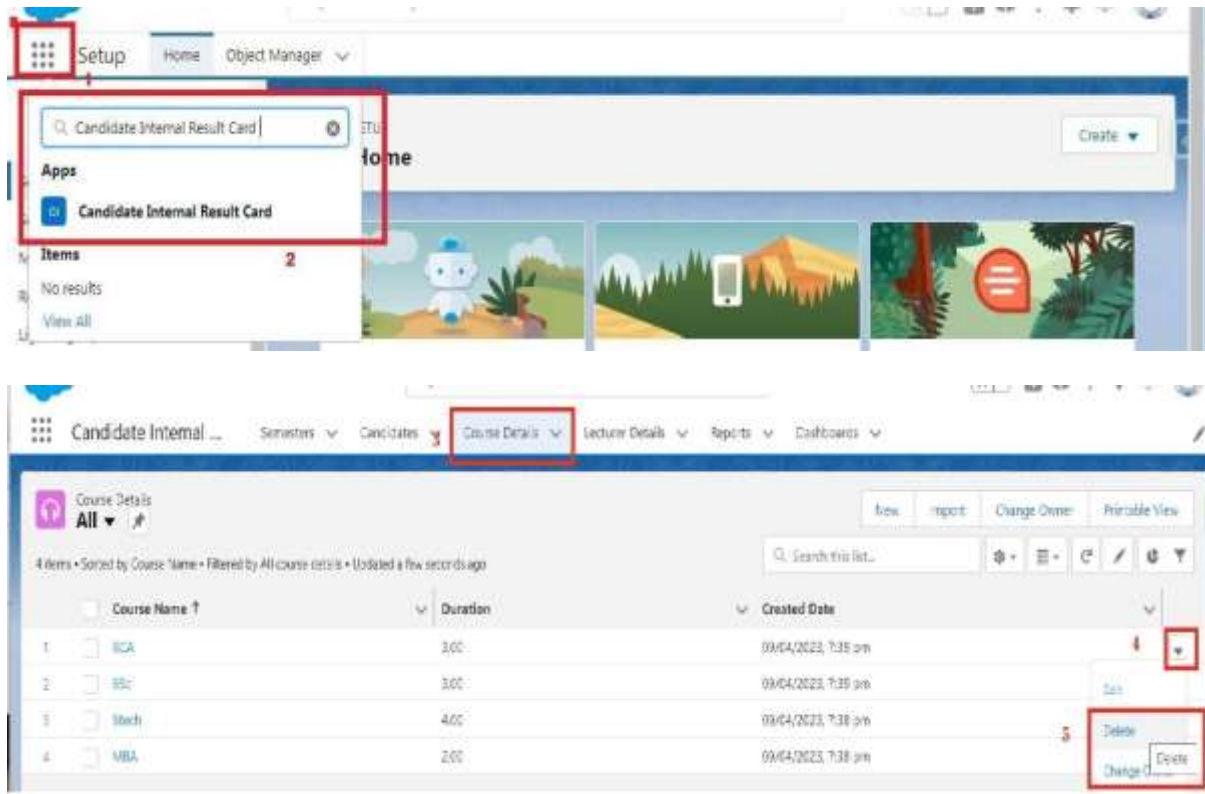 Setup Home Object Manager
1
Candidate Internal Result Card
Apps
Candidate Internal Result Card
Items
2
No results
View All
Home
Create
Candidate Internal ... Semesters Candidates 3 Course Details Lecturer Details Reports Dashboards
Course Details
All
New Import Change Owner Printable View
4 items • Sorted by Course Name • Filtered by All course details • Updated a few seconds ago
Search this list...
Course Name ↑ Duration Created Date
1 BCA 3.00 09/04/2023, 7:39 pm 4
2 BSc 3.00 09/04/2023, 7:39 pm
Edit
3 Btech 4.00 09/04/2023, 7:38 pm
5 Delete
4 MBA 2.00 09/04/2023, 7:38 pm
Delete
Change